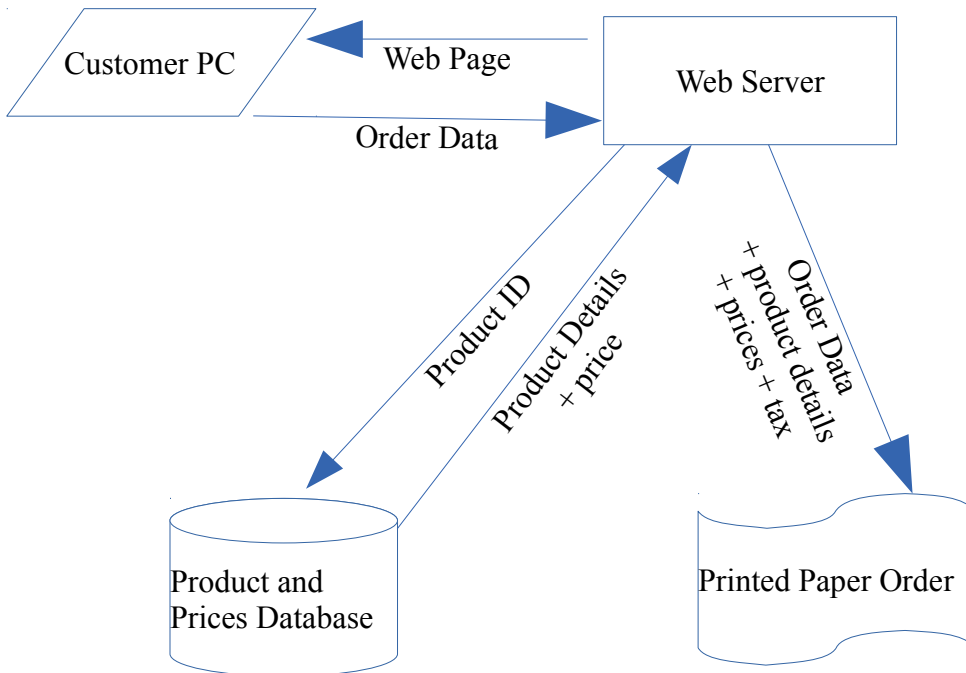 Customer PC
Web Page
Web Server
Order Data
Product ID
Product Details
+ price
Order Data
+ product details
+ prices + tax
Product and
Prices Database
Printed Paper Order